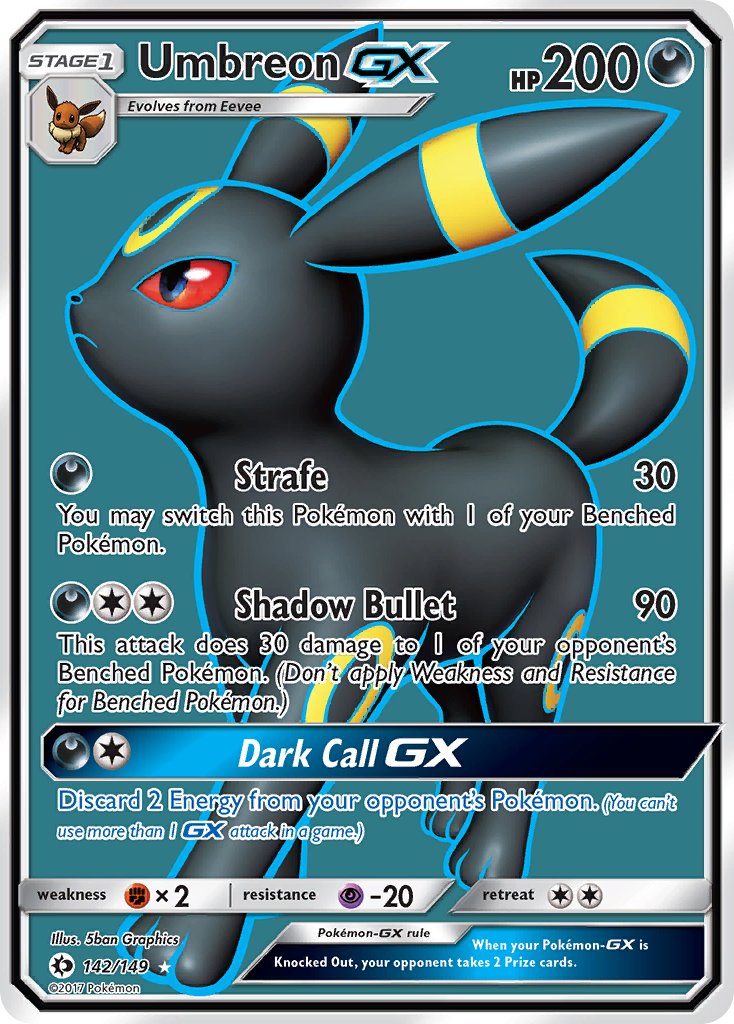 STAGE 1 Umbreon GX HP 200
Evolves from Eevee
Strafe 30
You may switch this Pokémon with 1 of your Benched
Pokémon.
Shadow Bullet 90
This attack does 30 damage to 1 of your opponent's
Benched Pokémon. (Don't apply Weakness and Resistance
for Benched Pokémon.)
Dark Call GX
Discard 2 Energy from your opponent's Pokémon. (You can't
use more than 1 GX attack in a game.)
weakness ×2 resistance -20 retreat
Illus. 5ban Graphics
142/149
©2017 Pokémon
Pokémon-GX rule
When your Pokémon-GX is
Knocked Out, your opponent takes 2 Prize cards.